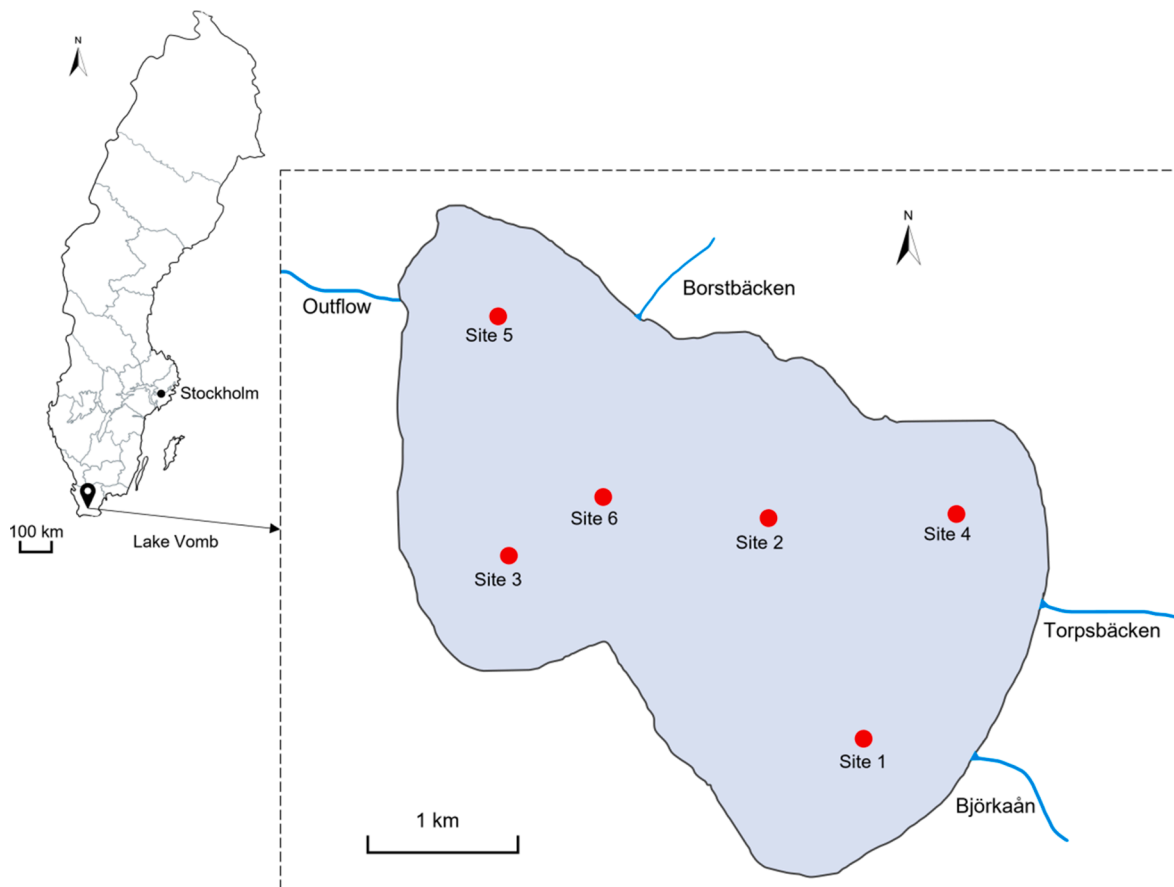 N
Stockholm
100 km
Lake Vomb
N
Borstbäcken
Outflow
Site 5
Site 6
Site 2
Site 4
Site 3
Torpsbäcken
Site 1
Björkaån
1 km